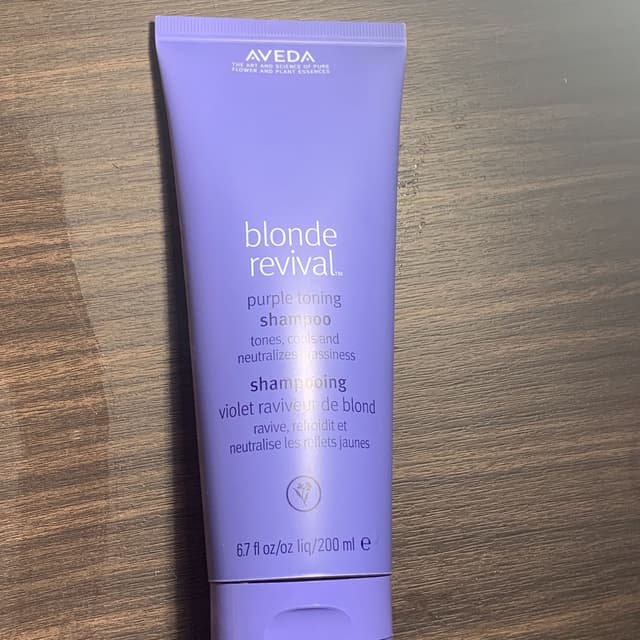 AVEDA
THE ART AND SCIENCE OF PURE
FLOWER AND PLANT ESSENCES
blonde
revival™
purple toning
shampoo
tones, cools and
neutralizes brassiness
shampooing
violet raviveur de blond
ravive, refroidit et
neutralise les reflets jaunes
6.7 fl oz/oz liq/200 ml e